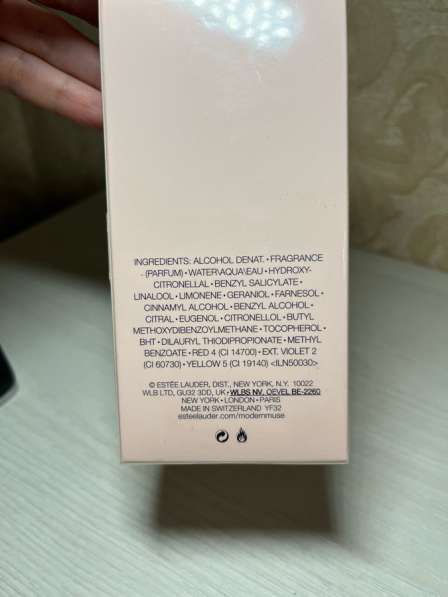 INGREDIENTS: ALCOHOL DENAT. • FRAGRANCE
(PARFUM) • WATER\AQUA\EAU • HYDROXY-
CITRONELLAL • BENZYL SALICYLATE •
LINALOOL • LIMONENE • GERANIOL • FARNESOL •
CINNAMYL ALCOHOL • BENZYL ALCOHOL •
CITRAL • EUGENOL • CITRONELLOL • BUTYL
METHOXYDIBENZOYLMETHANE • TOCOPHEROL •
BHT • DILAURYL THIODIPROPIONATE • METHYL
BENZOATE • RED 4 (CI 14700) • EXT. VIOLET 2
(CI 60730) • YELLOW 5 (CI 19140) <ILN50030>
© ESTĒE LAUDER, DIST., NEW YORK, N.Y. 10022
WLB LTD, GU32 3DD, UK • WLBS NV. OEVEL BE-2260
NEW YORK • LONDON • PARIS
MADE IN SWITZERLAND YF32
esteelauder.com/modernmuse